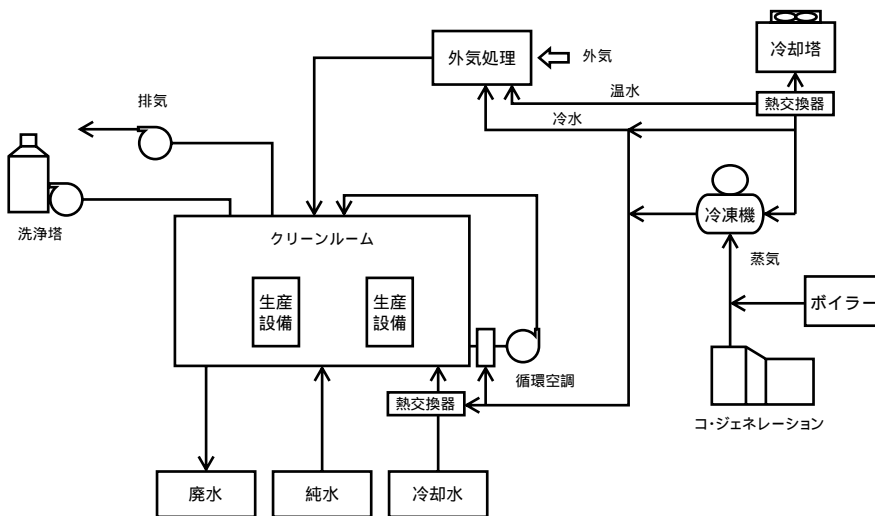 外気処理
外気
冷却塔
温水
熱交換器
冷水
排気
洗浄塔
クリーンルーム
冷凍機
蒸気
生産
設備
生産
設備
ボイラー
循環空調
熱交換器
コ・ジェネレーション
廃水
純水
冷却水